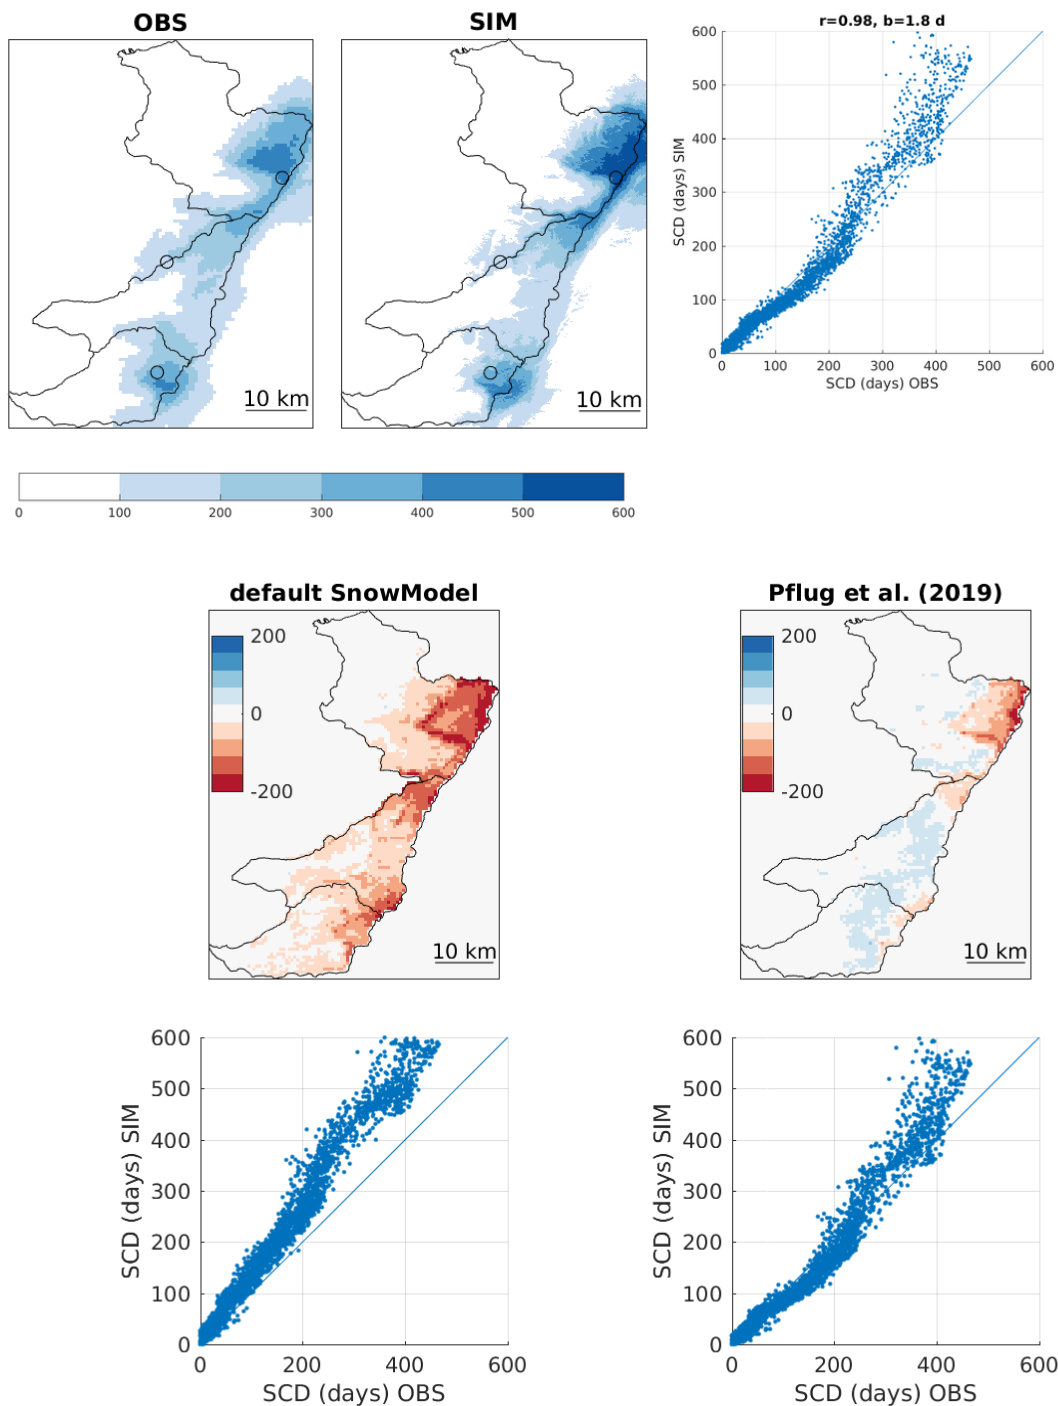 OBS
SIM
10 km
10 km
0 100 200 300 400 500 600
r=0.98, b=1.8 d
600
500
400
300
200
100
0
SCD (days) SIM
0 100 200 300 400 500 600
SCD (days) OBS
default SnowModel
200
0
-200
10 km
Pflug et al. (2019)
200
0
-200
10 km
600
500
400
300
200
100
0
SCD (days) SIM
0 200 400 600
SCD (days) OBS
600
500
400
300
200
100
0
SCD (days) SIM
0 200 400 600
SCD (days) OBS